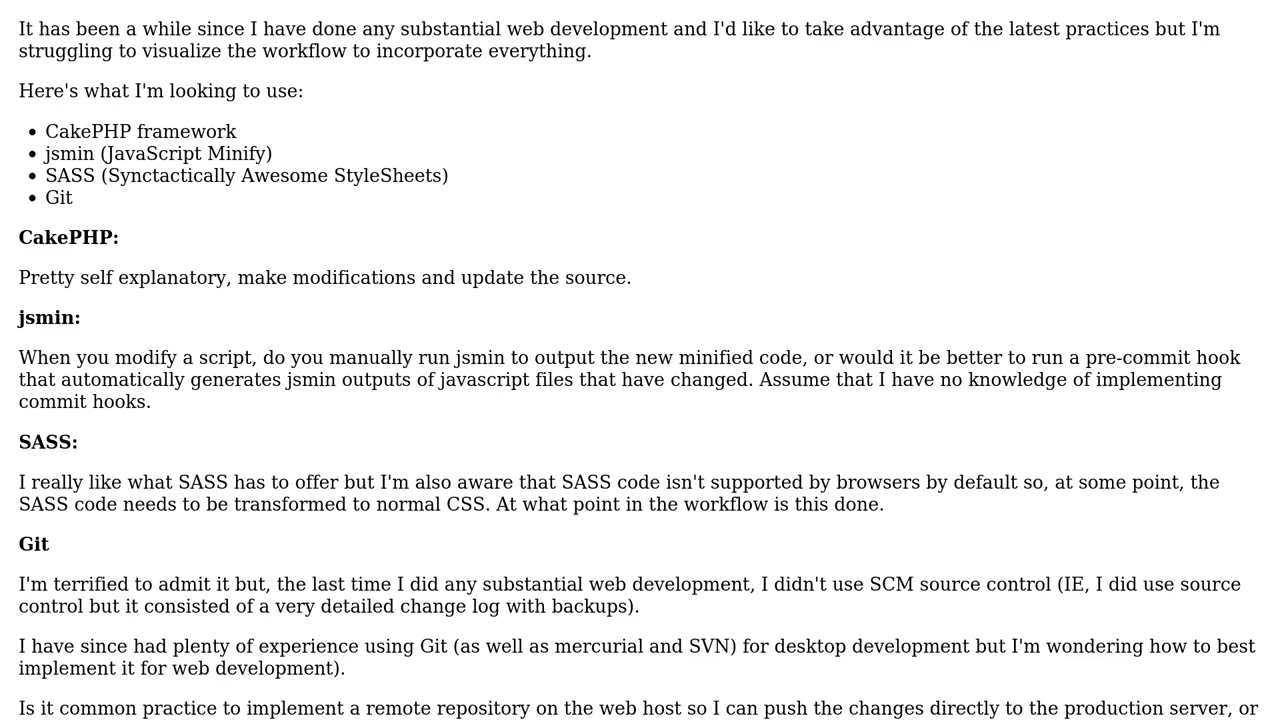 It has been a while since I have done any substantial web development and I'd like to take advantage of the latest practices but I'm
struggling to visualize the workflow to incorporate everything.
Here's what I'm looking to use:
• CakePHP framework
• jsmin (JavaScript Minify)
• SASS (Synctactically Awesome StyleSheets)
• Git
CakePHP:
Pretty self explanatory, make modifications and update the source.
jsmin:
When you modify a script, do you manually run jsmin to output the new minified code, or would it be better to run a pre-commit hook
that automatically generates jsmin outputs of javascript files that have changed. Assume that I have no knowledge of implementing
commit hooks.
SASS:
I really like what SASS has to offer but I'm also aware that SASS code isn't supported by browsers by default so, at some point, the
SASS code needs to be transformed to normal CSS. At what point in the workflow is this done.
Git
I'm terrified to admit it but, the last time I did any substantial web development, I didn't use SCM source control (IE, I did use source
control but it consisted of a very detailed change log with backups).
I have since had plenty of experience using Git (as well as mercurial and SVN) for desktop development but I'm wondering how to best
implement it for web development).
Is it common practice to implement a remote repository on the web host so I can push the changes directly to the production server, or